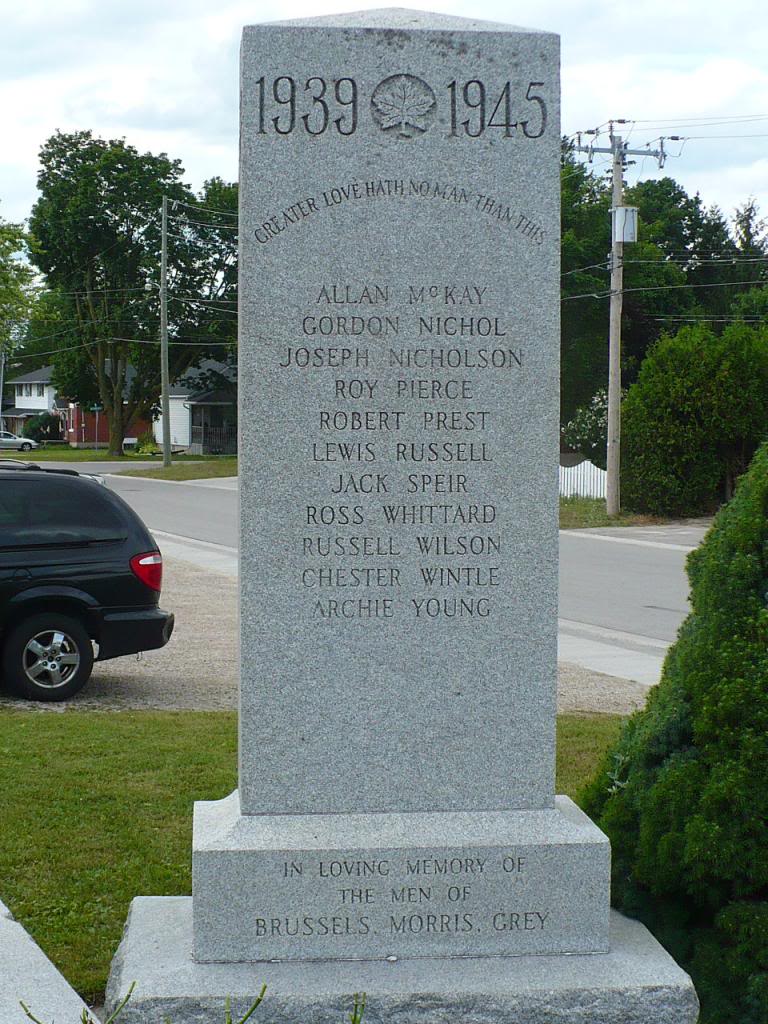 1939 1945
GREATER LOVE HATH NO MAN THAN THIS
ALLAN McKAY
GORDON NICHOL
JOSEPH NICHOLSON
ROY PIERCE
ROBERT PREST
LEWIS RUSSELL
JACK SPEIR
ROSS WHITTARD
RUSSELL WILSON
CHESTER WINTLE
ARCHIE YOUNG
IN LOVING MEMORY OF
THE MEN OF
BRUSSELS, MORRIS, GREY